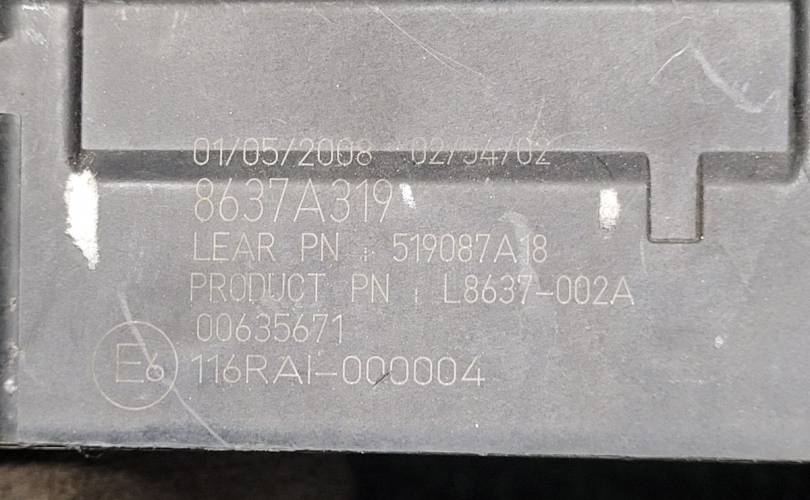 01/05/2008 02/54/02
8637A319
LEAR PN : 519087A18
PRODUCT PN : L8637-002A
00635671
E6 116RAI-000004